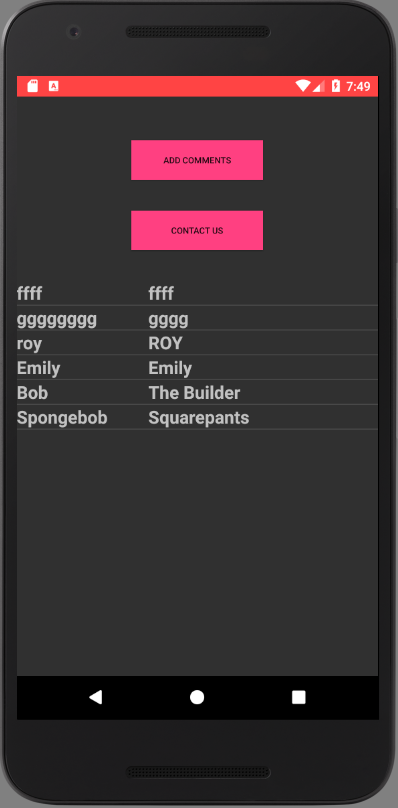 A 7:49
ADD COMMENTS
CONTACT US
ffff ffff
gggggggg gggg
roy ROY
Emily Emily
Bob The Builder
Spongebob Squarepants